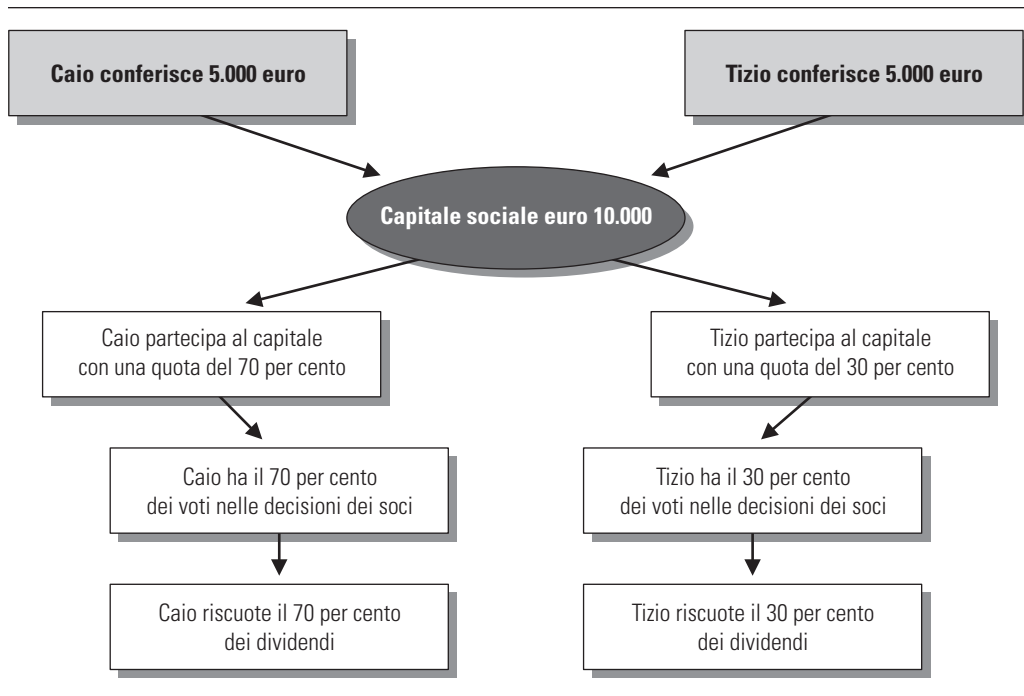 Caio conferisce 5.000 euro
Tizio conferisce 5.000 euro
Capitale sociale euro 10.000
Caio partecipa al capitale
con una quota del 70 per cento
Tizio partecipa al capitale
con una quota del 30 per cento
Caio ha il 70 per cento
dei voti nelle decisioni dei soci
Tizio ha il 30 per cento
dei voti nelle decisioni dei soci
Caio riscuote il 70 per cento
dei dividendi
Tizio riscuote il 30 per cento
dei dividendi